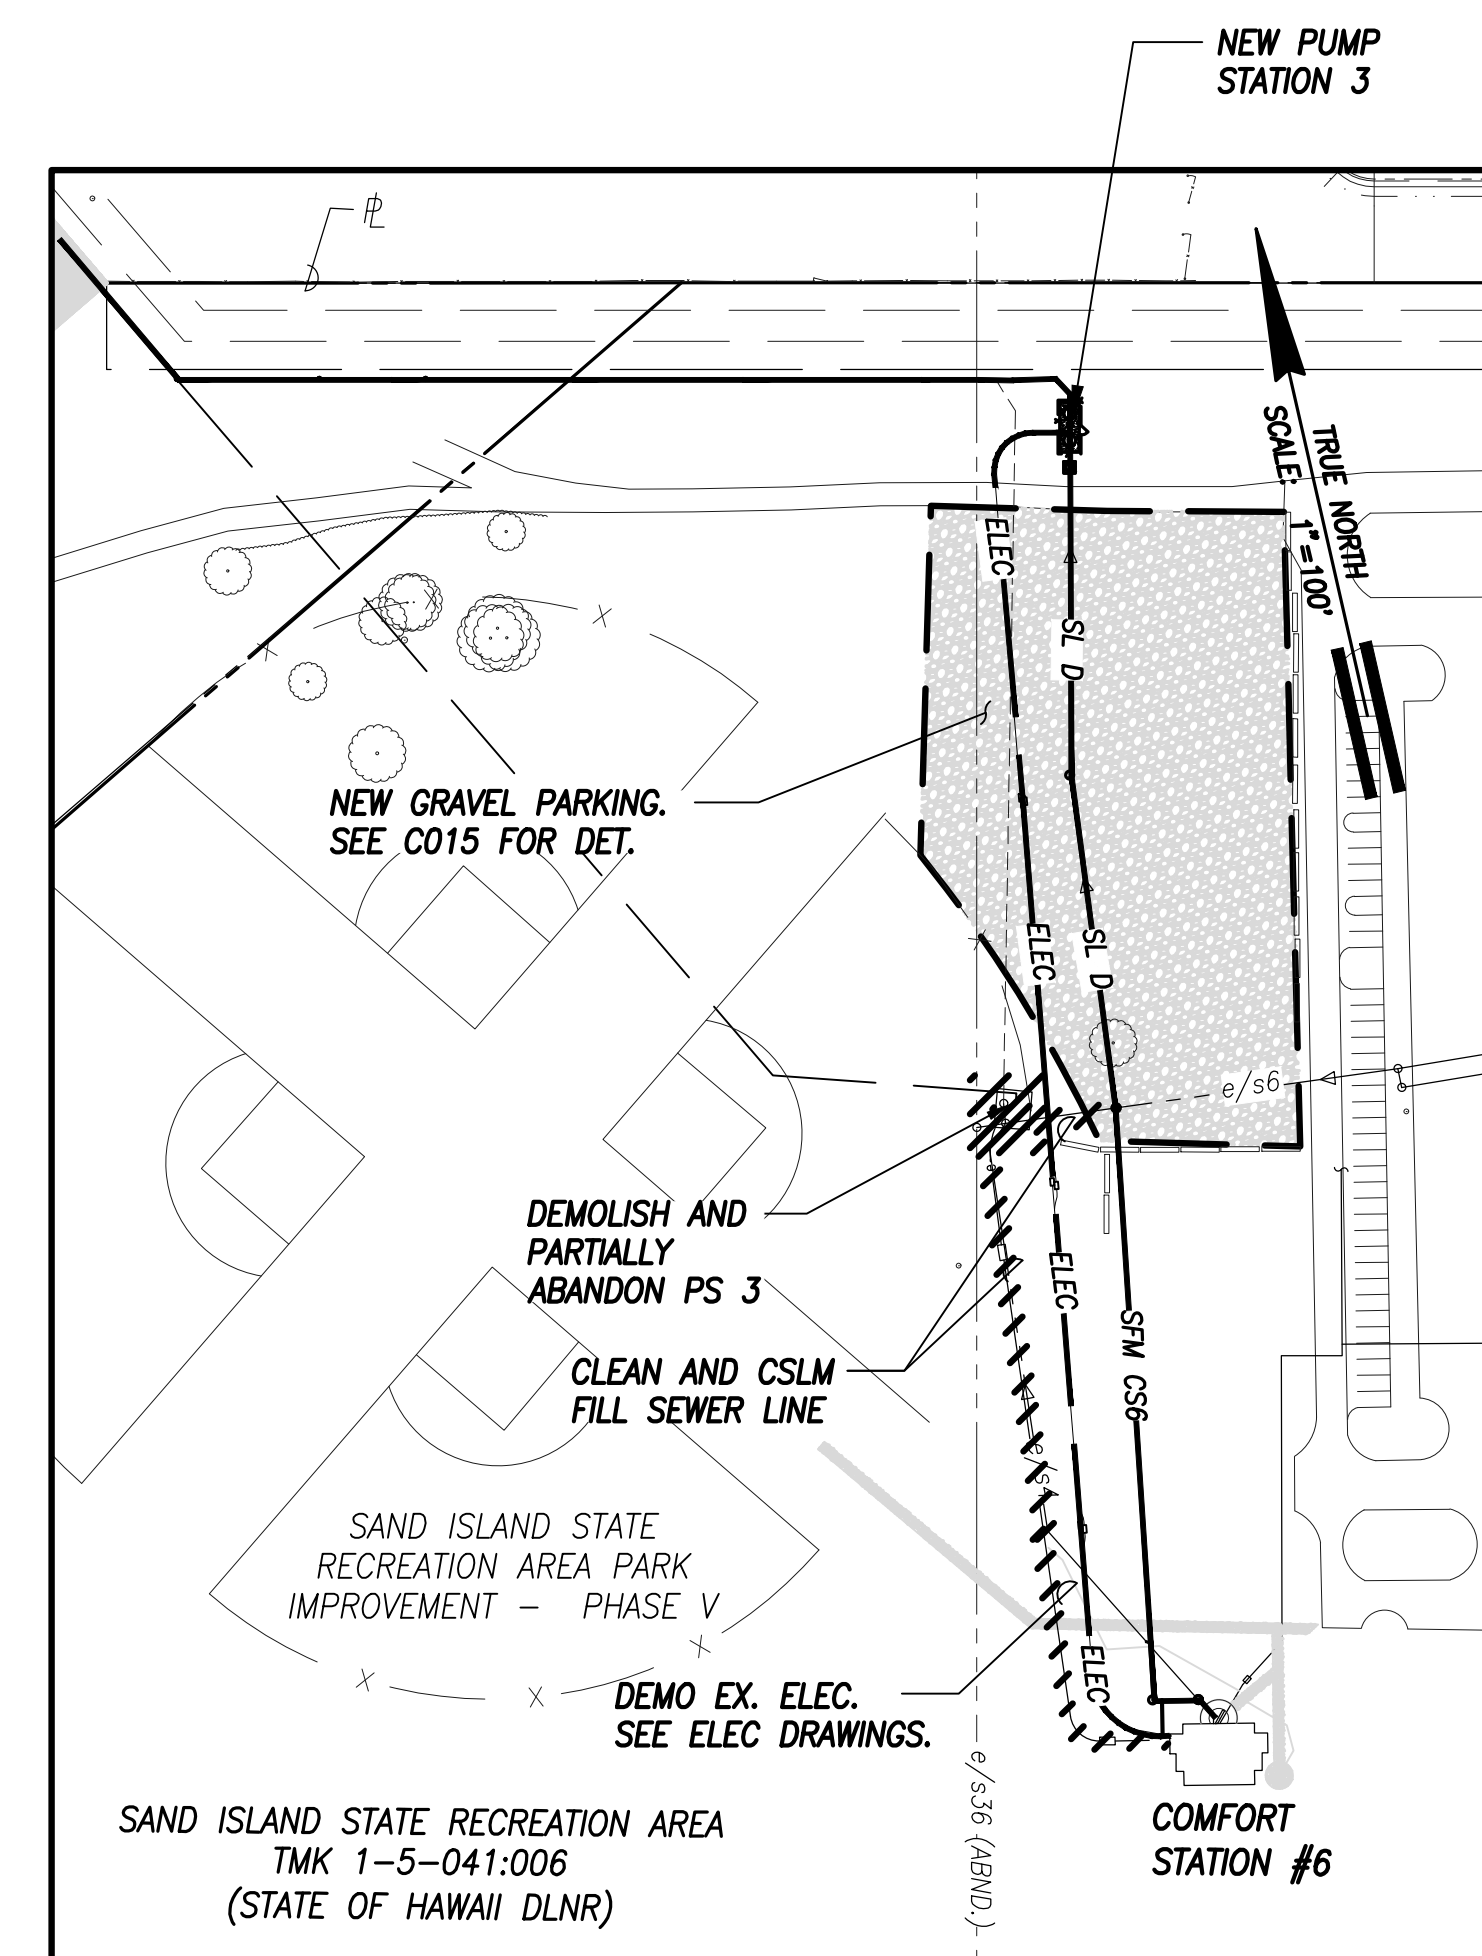 NEW PUMP
STATION 3
PL
TRUE NORTH
SCALE: 1"=100'
ELEC
SL D
NEW GRAVEL PARKING.
SEE C015 FOR DET.
ELEC
SL D
e/s6
DEMOLISH AND
PARTIALLY
ABANDON PS 3
ELEC
SFM CS6
CLEAN AND CSLM
FILL SEWER LINE
SAND ISLAND STATE
RECREATION AREA PARK
IMPROVEMENT - PHASE V
ELEC
DEMO EX. ELEC.
SEE ELEC DRAWINGS.
e/s36 (ABND.)
SAND ISLAND STATE RECREATION AREA
TMK 1-5-041:006
(STATE OF HAWAII DLNR)
COMFORT
STATION #6